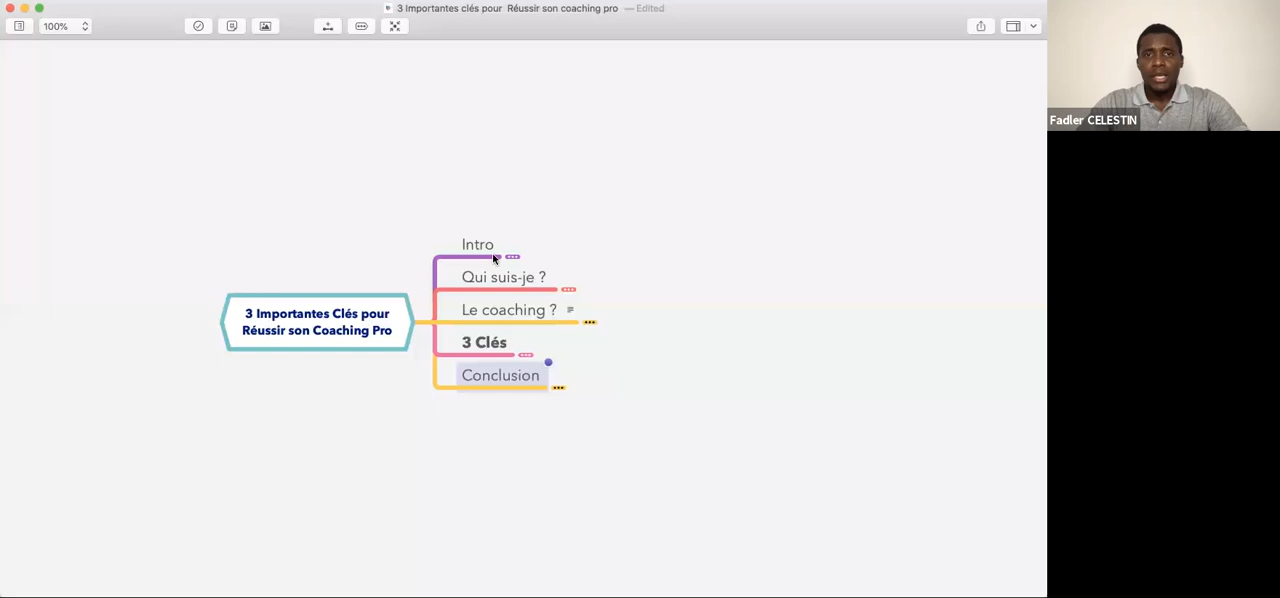 3 Importantes clés pour  Réussir son coaching pro — Edited
100%
Fadler CELESTIN
Intro
Qui suis-je ?
Le coaching ?
3 Importantes Clés pour
Réussir son Coaching Pro
3 Clés
Conclusion